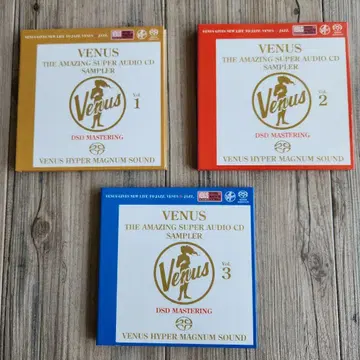 VENUS
THE AMAZING SUPER AUDIO CD
SAMPLER
Venus
Vol.
1
DSD MASTERING
VENUS HYPER MAGNUM SOUND
VENUS
THE AMAZING SUPER AUDIO CD
SAMPLER
Venus
Vol.
2
DSD MASTERING
VENUS HYPER MAGNUM SOUND
VENUS
THE AMAZING SUPER AUDIO CD
SAMPLER
Venus
Vol.
3
DSD MASTERING
VENUS HYPER MAGNUM SOUND